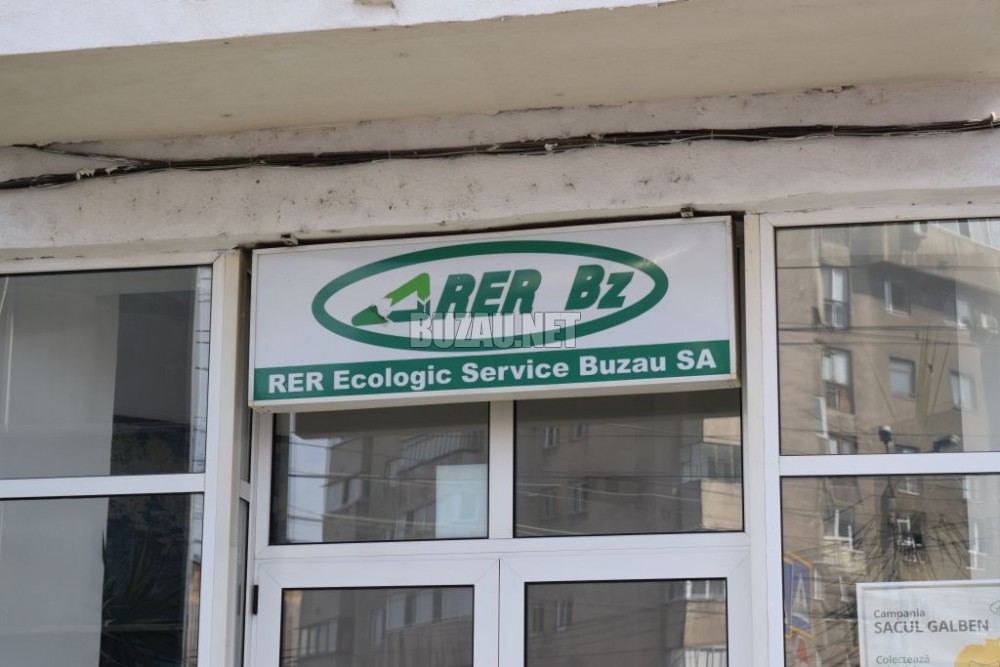 RER Bz
BUZAU.NET
RER Ecologic Service Buzau SA
Campania
SACUL GALBEN
Colectează